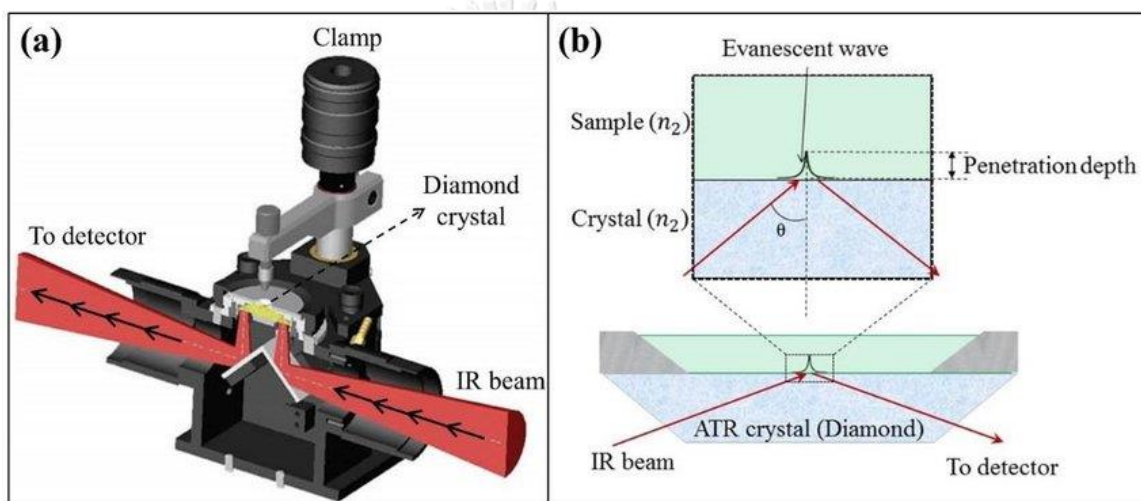 (a)
Clamp
Diamond
crystal
To detector
IR beam
(b)
Evanescent wave
Sample (n₂)
Penetration depth
Crystal (n₂)
θ
ATR crystal (Diamond)
IR beam
To detector